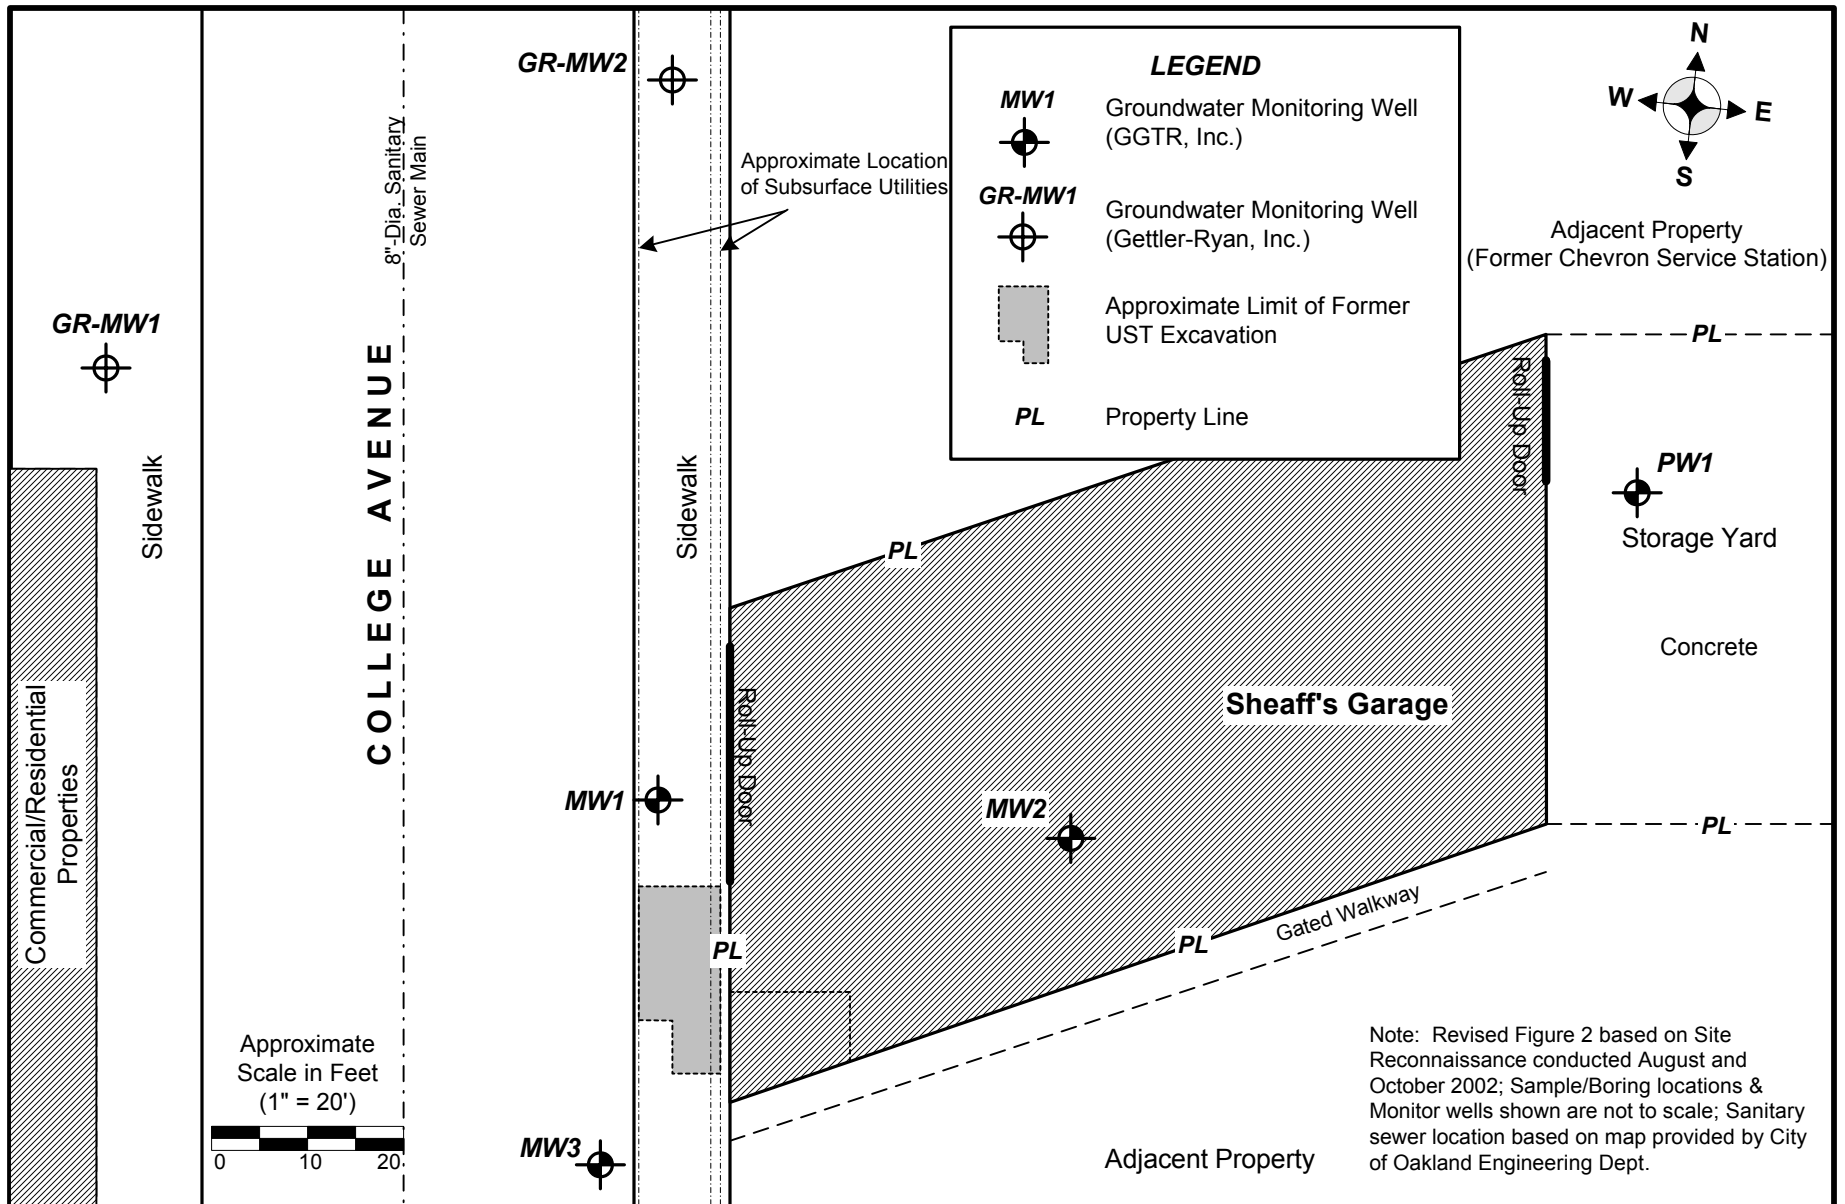 GR-MW2
8"-Dia. Sanitary
Sewer Main
Approximate Location
of Subsurface Utilities
LEGEND
MW1
Groundwater Monitoring Well
(GGTR, Inc.)
GR-MW1
Groundwater Monitoring Well
(Gettler-Ryan, Inc.)
Approximate Limit of Former
UST Excavation
PL
Property Line
N
W
E
S
Adjacent Property
(Former Chevron Service Station)
PL
GR-MW1
COLLEGE AVENUE
Sidewalk
Sidewalk
Roll-Up Door
PW1
Storage Yard
PL
Concrete
Sheaff's Garage
Roll-Up Door
Commercial/Residential
Properties
MW1
MW2
PL
Gated Walkway
PL
PL
Approximate
Scale in Feet
(1" = 20')
0 10 20
MW3
Adjacent Property
Note: Revised Figure 2 based on Site
Reconnaissance conducted August and
October 2002; Sample/Boring locations &
Monitor wells shown are not to scale; Sanitary
sewer location based on map provided by City
of Oakland Engineering Dept.